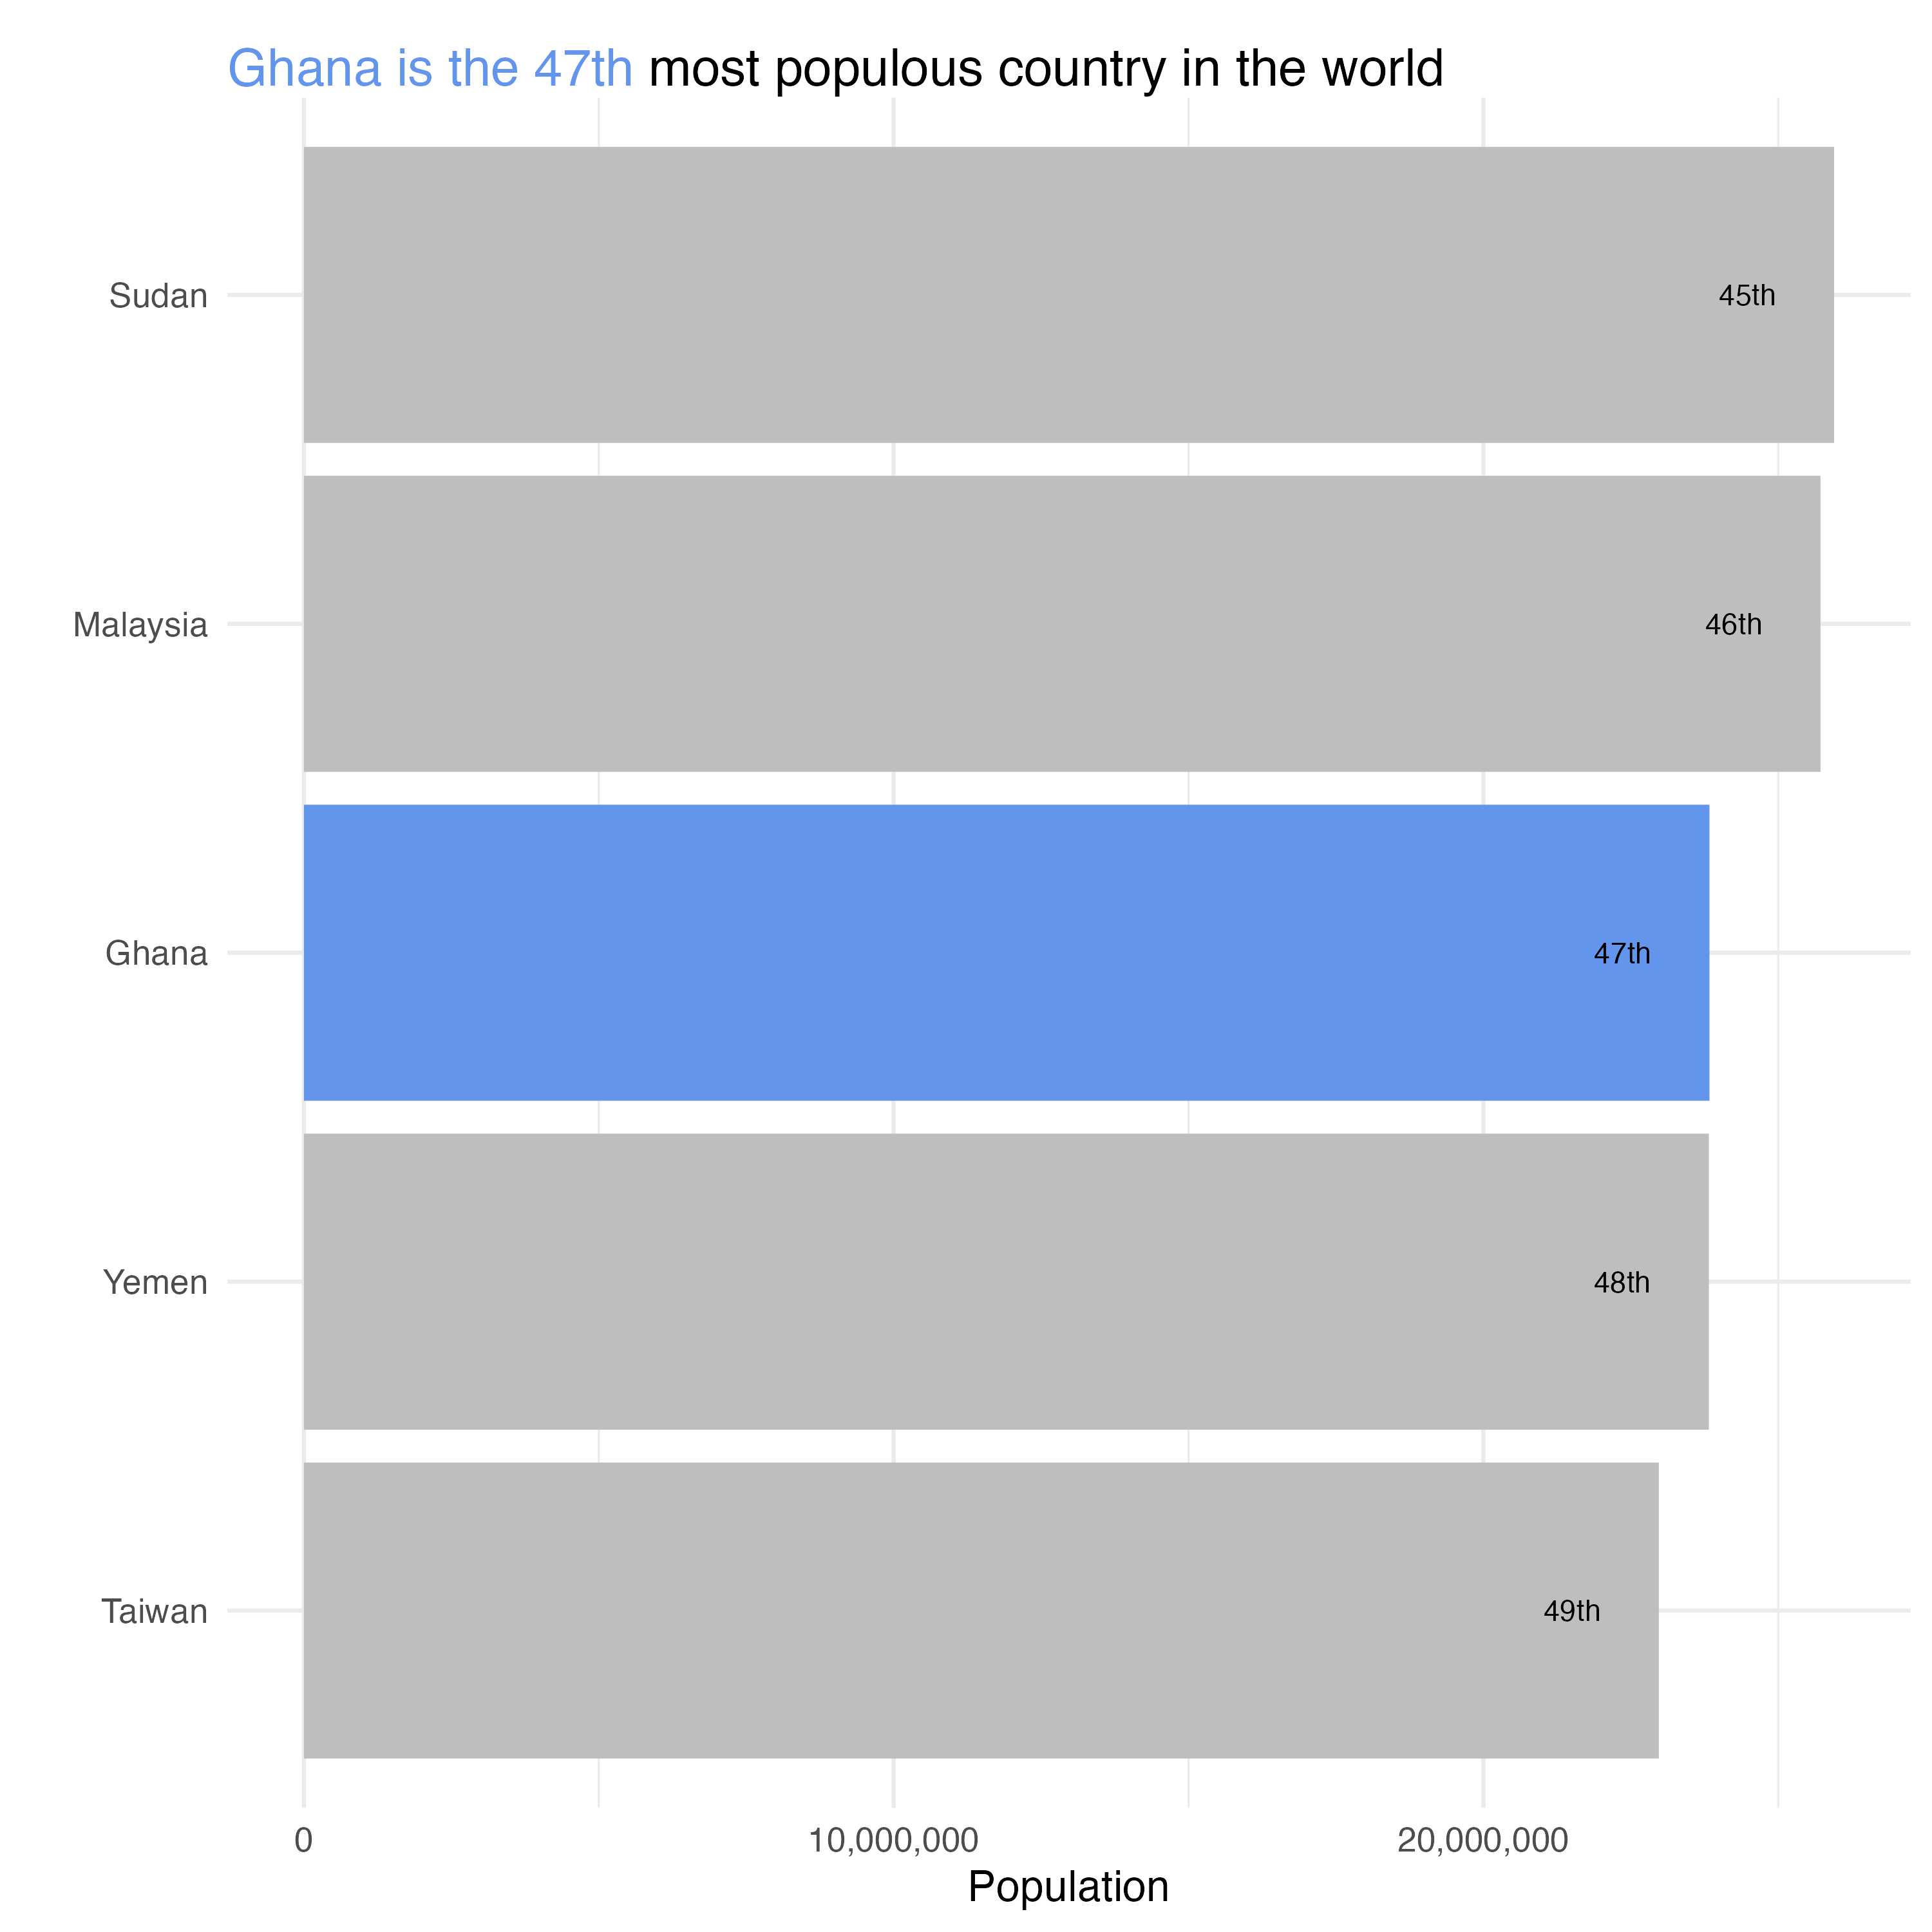 Ghana is the 47th most populous country in the world
Sudan
45th
Malaysia
46th
Ghana
47th
Yemen
48th
Taiwan
49th
0
10,000,000
20,000,000
Population